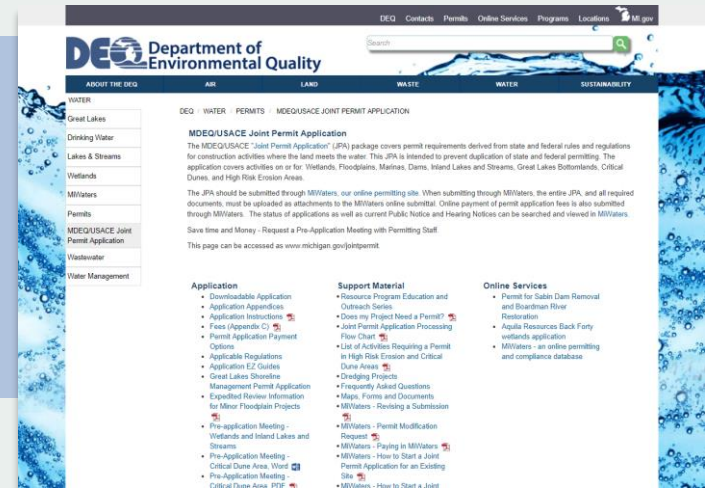 DEQ Contacts Permits Online Services Programs Locations MI.gov
DEQ Department of
Environmental Quality
Search
ABOUT THE DEQ AIR LAND WASTE WATER SUSTAINABILITY
WATER
Great Lakes
Drinking Water
Lakes & Streams
Wetlands
MiWaters
Permits
MDEQ/USACE Joint
Permit Application
Wastewater
Water Management
DEQ / WATER / PERMITS / MDEQ/USACE JOINT PERMIT APPLICATION
MDEQ/USACE Joint Permit Application
The MDEQ/USACE "Joint Permit Application" (JPA) package covers permit requirements derived from state and federal rules and regulations
for construction activities where the land meets the water. This JPA is intended to prevent duplication of state and federal permitting. The
application covers activities on or for: Wetlands, Floodplains, Marinas, Dams, Inland Lakes and Streams, Great Lakes Bottomlands, Critical
Dunes, and High Risk Erosion Areas.
The JPA should be submitted through MiWaters, our online permitting site. When submitting through MiWaters, the entire JPA, and all required
documents, must be uploaded as attachments to the MiWaters online submittal. Online payment of permit application fees is also submitted
through MiWaters. The status of applications as well as current Public Notice and Hearing Notices can be searched and viewed in MiWaters.
Save time and Money - Request a Pre-Application Meeting with Permitting Staff.
This page can be accessed as www.michigan.gov/jointpermit.
Application
• Downloadable Application
• Application Appendices
• Application Instructions
• Fees (Appendix C)
• Permit Application Payment
Options
• Applicable Regulations
• Application EZ Guides
• Great Lakes Shoreline
Management Permit Application
• Expedited Review Information
for Minor Floodplain Projects
• Pre-application Meeting -
Wetlands and Inland Lakes and
Streams
• Pre-Application Meeting -
Critical Dune Area, Word
• Pre-Application Meeting -
Critical Dune Area, PDF
Support Material
• Resource Program Education and
Outreach Series
• Does my Project Need a Permit?
• Joint Permit Application Processing
Flow Chart
• List of Activities Requiring a Permit
in High Risk Erosion and Critical
Dune Areas
• Dredging Projects
• Frequently Asked Questions
• Maps, Forms and Documents
• MiWaters - Revising a Submission
• MiWaters - Permit Modification
Request
• MiWaters - Paying in MiWaters
• MiWaters - How to Start a Joint
Permit Application for an Existing
Site
• MiWaters - How to Start a Joint
Online Services
• Permit for Sabin Dam Removal
and Boardman River
Restoration
• Aquila Resources Back Forty
wetlands application
• MiWaters - an online permitting
and compliance database